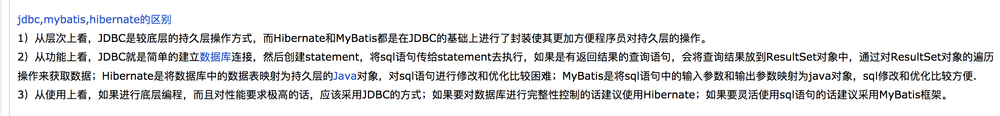 jdbc,mybatis,hibernate的区别
1）从层次上看，JDBC是较底层的持久层操作方式，而Hibernate和MyBatis都是在JDBC的基础上进行了封装使其更加方便程序员对持久层的操作。
2）从功能上看，JDBC就是简单的建立数据库连接，然后创建statement，将sql语句传给statement去执行，如果是有返回结果的查询语句，会将查询结果放到ResultSet对象中，通过对ResultSet对象的遍历
操作来获取数据；Hibernate是将数据库中的数据表映射为持久层的Java对象，对sql语句进行修改和优化比较困难；MyBatis是将sql语句中的输入参数和输出参数映射为java对象，sql修改和优化比较方便.
3）从使用上看，如果进行底层编程，而且对性能要求极高的话，应该采用JDBC的方式；如果要对数据库进行完整性控制的话建议使用Hibernate；如果要灵活使用sql语句的话建议采用MyBatis框架。